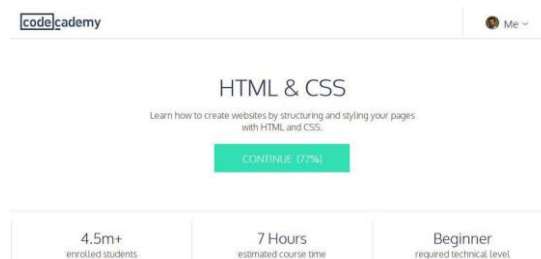 codecademy
Me
HTML & CSS
Learn how to create websites by structuring and styling your pages
with HTML and CSS.
CONTINUE (77%)
4.5m+
enrolled students
7 Hours
estimated course time
Beginner
required technical level